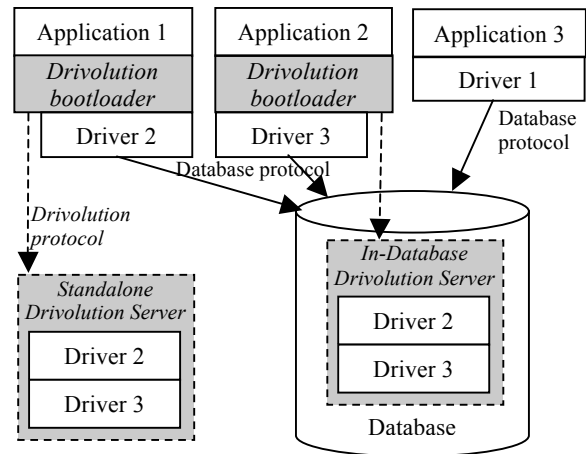 Application 1
Drivolution
bootloader
Driver 2
Application 2
Drivolution
bootloader
Driver 3
Application 3
Driver 1
Database
protocol
Database protocol
Drivolution
protocol
Standalone
Drivolution Server
Driver 2
Driver 3
In-Database
Drivolution Server
Driver 2
Driver 3
Database